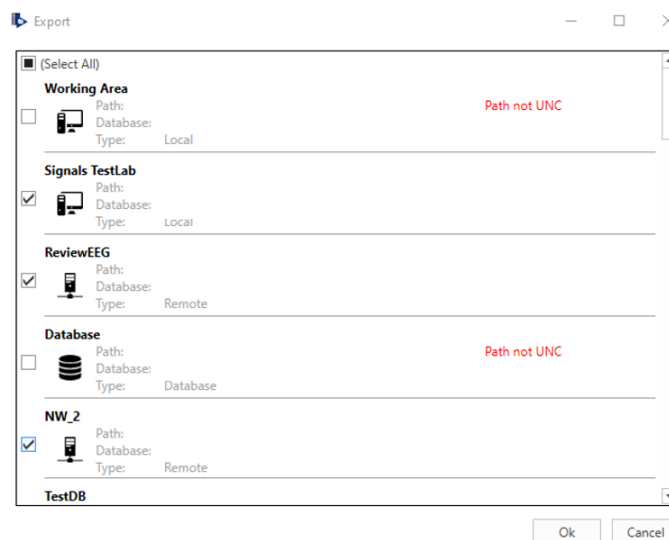 Export
(Select All)
Working Area
Path: Path not UNC
Database:
Type: Local
Signals TestLab
Path:
Database:
Type: Local
ReviewEEG
Path:
Database:
Type: Remote
Database
Path: Path not UNC
Database:
Type: Database
NW_2
Path:
Database:
Type: Remote
TestDB
Ok Cancel